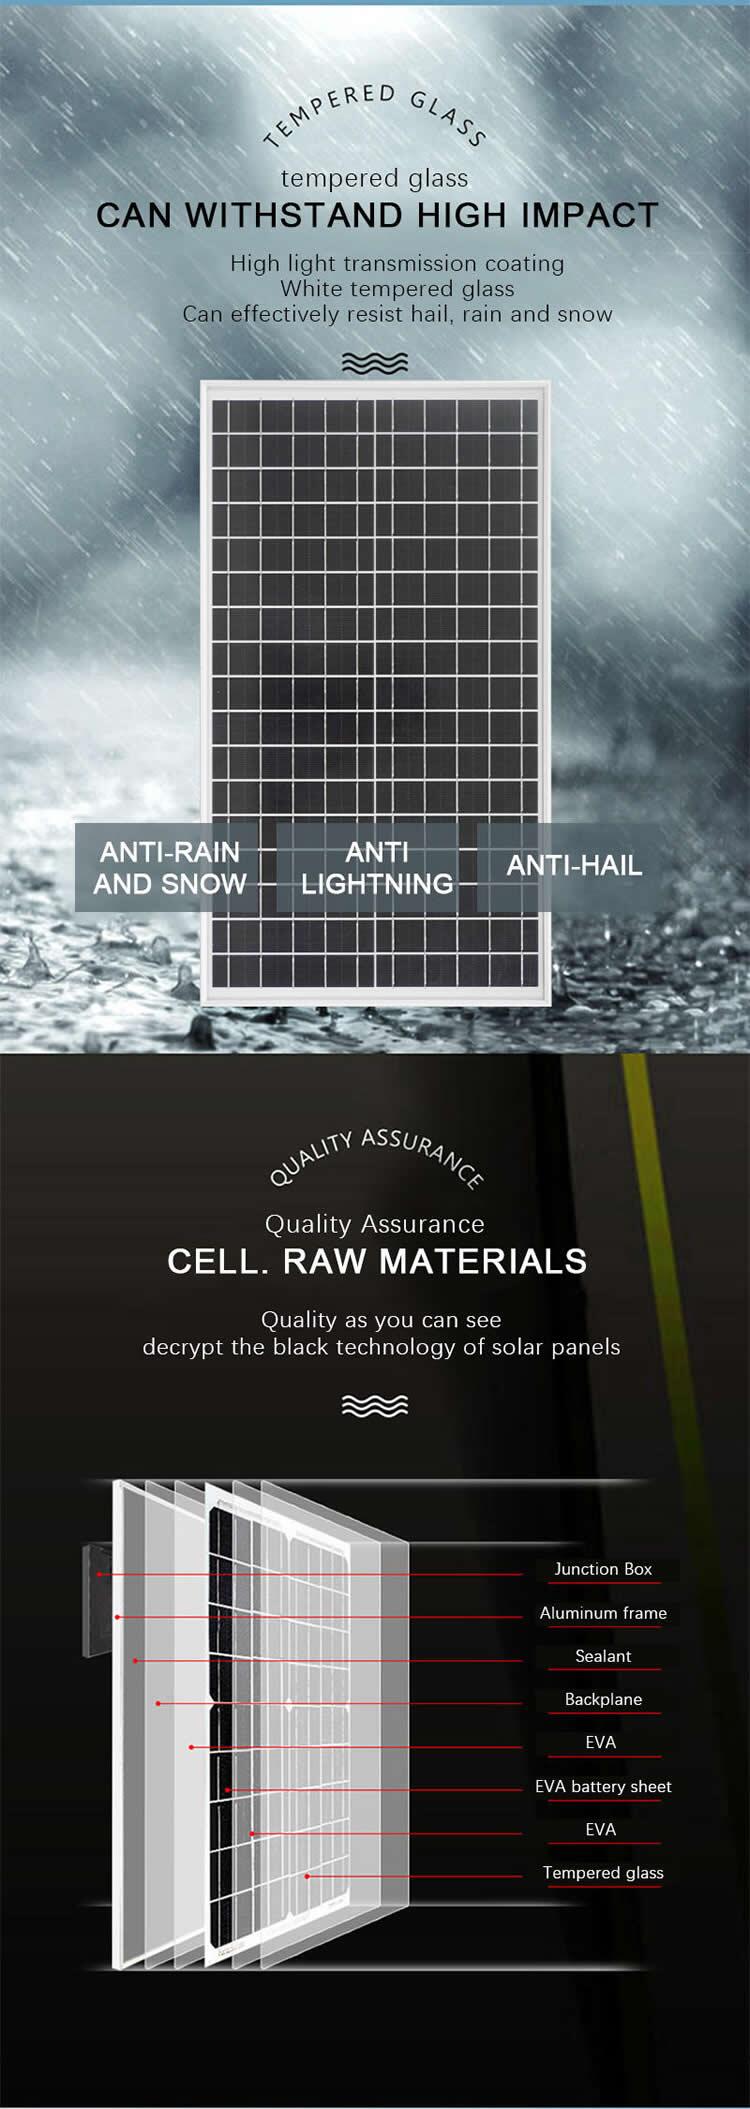 TEMPERED GLASS
tempered glass
CAN WITHSTAND HIGH IMPACT
High light transmission coating
White tempered glass
Can effectively resist hail, rain and snow
ANTI-RAIN
AND SNOW
ANTI
LIGHTNING
ANTI-HAIL
QUALITY ASSURANCE
Quality Assurance
CELL. RAW MATERIALS
Quality as you can see
decrypt the black technology of solar panels
Junction Box
Aluminum frame
Sealant
Backplane
EVA
EVA battery sheet
EVA
Tempered glass